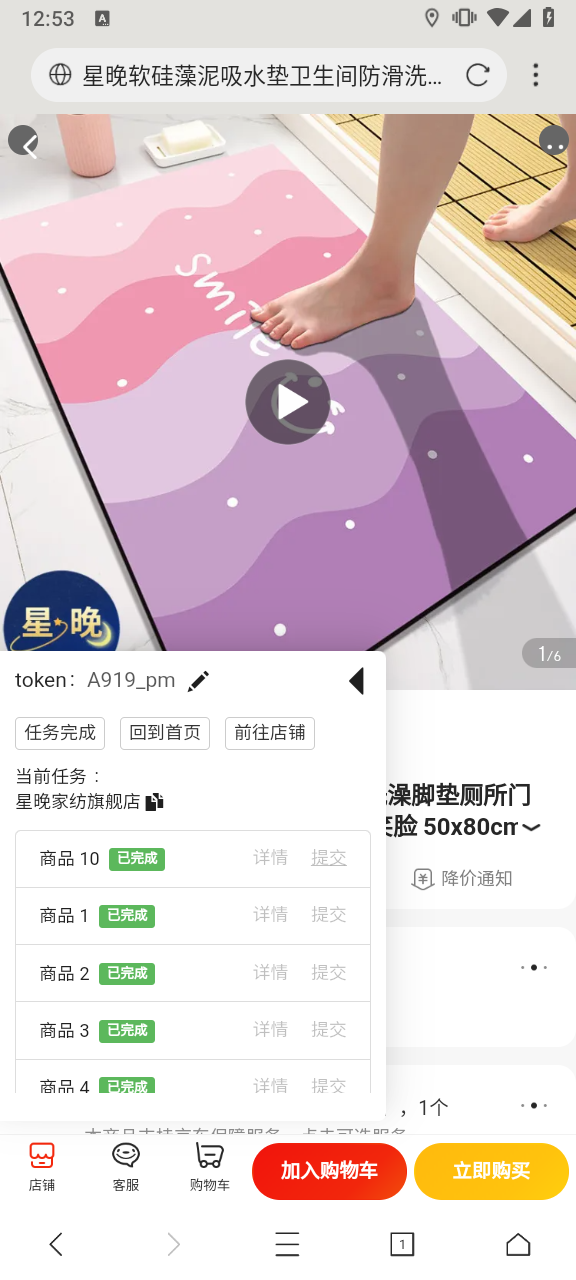 12:53
星晚软硅藻泥吸水垫卫生间防滑洗...
smile
星晚
1/6
token： A919_pm
任务完成 回到首页 前往店铺
当前任务：
星晚家纺旗舰店
澡脚垫厕所门
笑脸 50x80cm
降价通知
商品 10 已完成 详情 提交
商品 1 已完成 详情 提交
商品 2 已完成 详情 提交
商品 3 已完成 详情 提交
商品 4 已完成 详情 提交
，1个
店铺 客服 购物车 加入购物车 立即购买
1